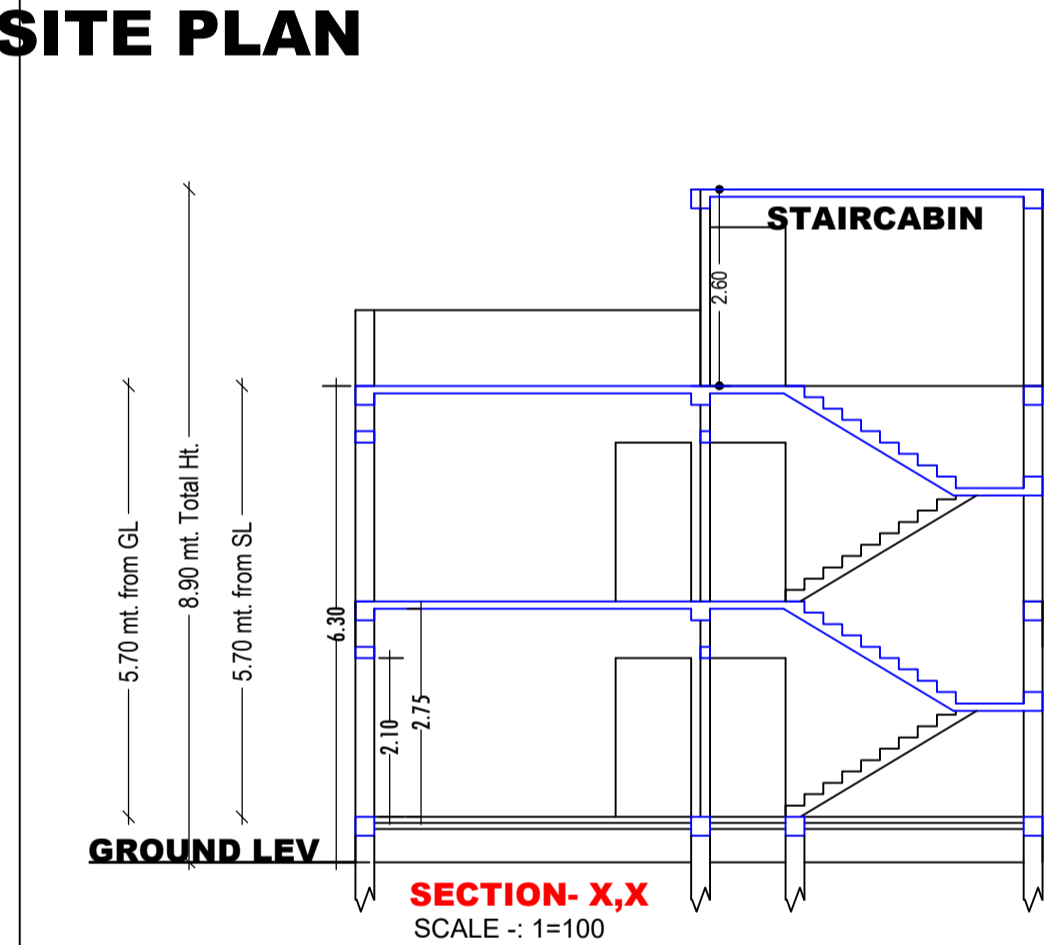 SITE PLAN
STAIRCABIN
2.60
5.70 mt. from GL
8.90 mt. Total Ht.
5.70 mt. from SL
6.30
2.10
2.75
GROUND LEV
SECTION- X,X
SCALE -: 1=100